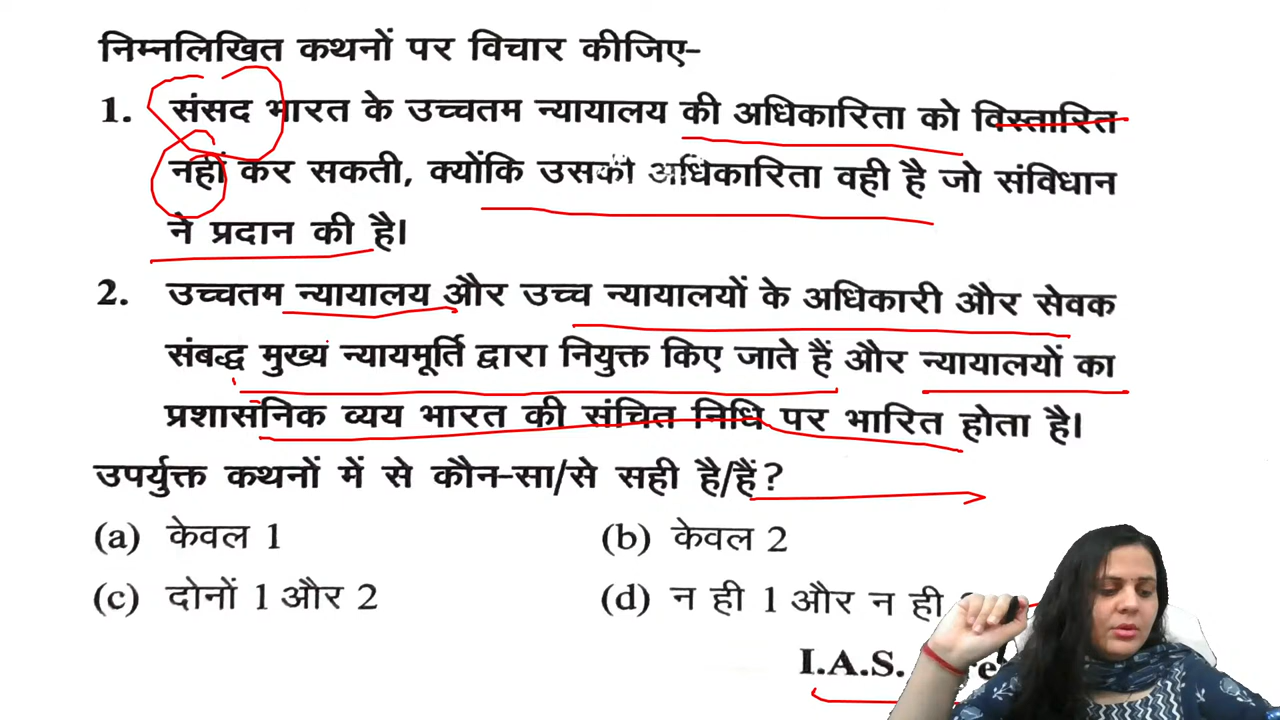 निम्नलिखित कथनों पर विचार कीजिए-
1. संसद भारत के उच्चतम न्यायालय की अधिकारिता को विस्तारित
नहीं कर सकती, क्योंकि उसकी अधिकारिता वही है जो संविधान
ने प्रदान की है।
2. उच्चतम न्यायालय और उच्च न्यायालयों के अधिकारी और सेवक
संबद्ध मुख्य न्यायमूर्ति द्वारा नियुक्त किए जाते हैं और न्यायालयों का
प्रशासनिक व्यय भारत की संचित निधि पर भारित होता है।
उपर्युक्त कथनों में से कौन-सा/से सही है/हैं?
(a) केवल 1 (b) केवल 2
(c) दोनों 1 और 2 (d) न ही 1 और न ही
I.A.S.